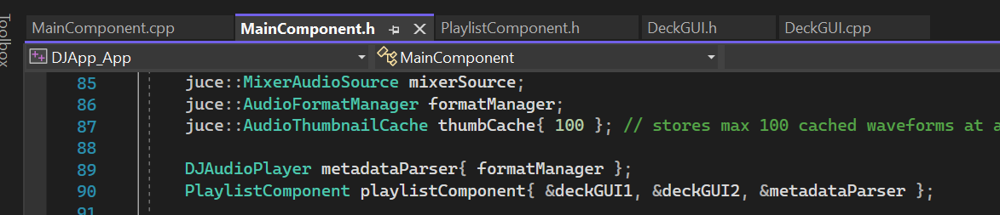 Toolbox
MainComponent.cpp MainComponent.h PlaylistComponent.h DeckGUI.h DeckGUI.cpp
DJApp_App MainComponent
85 juce::MixerAudioSource mixerSource;
86 juce::AudioFormatManager formatManager;
87 juce::AudioThumbnailCache thumbCache{ 100 }; // stores max 100 cached waveforms at a
88
89 DJAudioPlayer metadataParser{ formatManager };
90 PlaylistComponent playlistComponent{ &deckGUI1, &deckGUI2, &metadataParser };
91